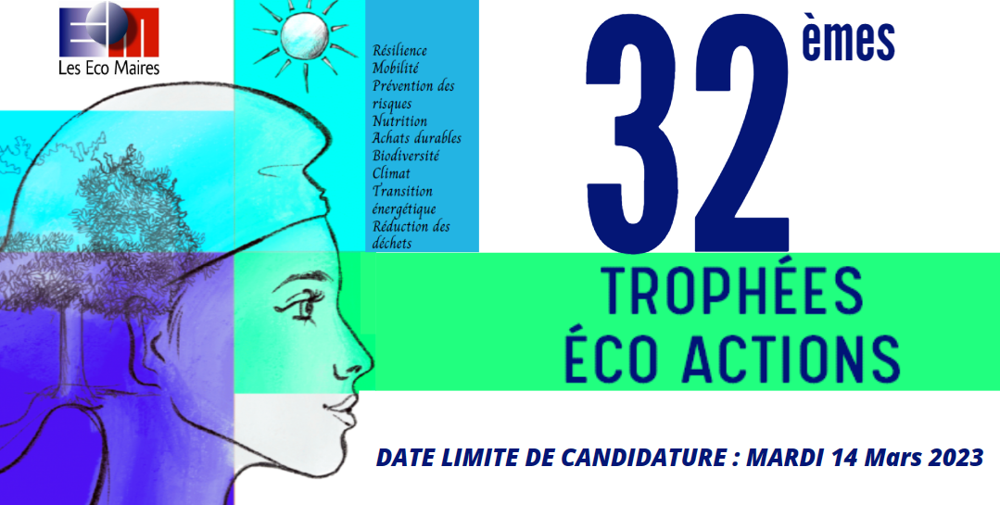 EM
Les Eco Maires
Résilience
Mobilité
Prévention des
risques
Nutrition
Achats durables
Biodiversité
Climat
Transition
énergétique
Réduction des
déchets
32èmes
TROPHÉES
ÉCO ACTIONS
DATE LIMITE DE CANDIDATURE : MARDI 14 Mars 2023